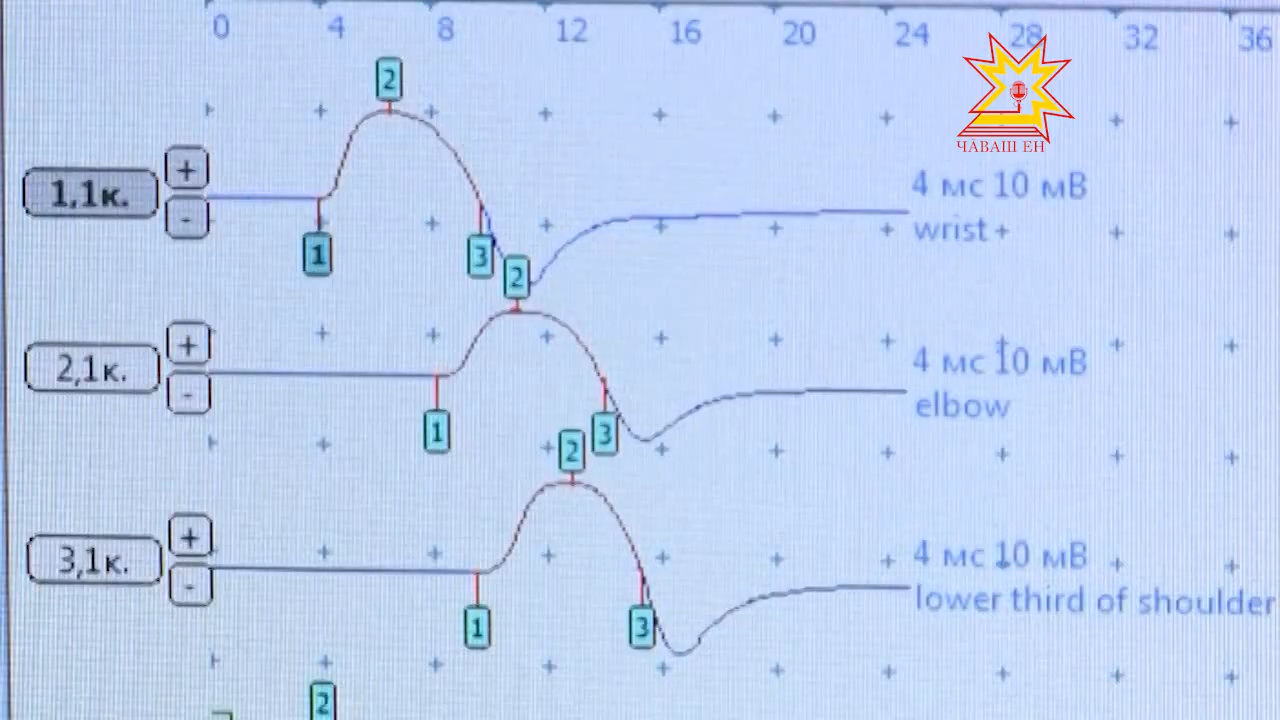 0 4 8 12 16 20 24 28 32 36
ЧӐВАШ ЕН
2
+
1,1к.
-
4 мс 10 мВ
wrist
1
3
2
+
2,1к.
-
4 мс 10 мВ
elbow
1
3
2
+
3,1к.
-
4 мс 10 мВ
lower third of shoulder
1
3
2